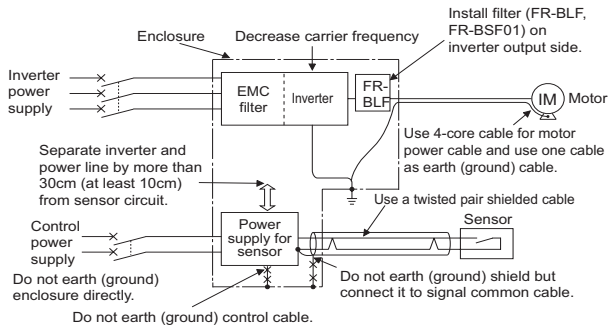 Install filter (FR-BLF,
FR-BSF01) on
inverter output side.
Enclosure
Decrease carrier frequency
Inverter
power
supply
EMC
filter
Inverter
FR-
BLF
IM
Motor
Use 4-core cable for motor
power cable and use one cable
as earth (ground) cable.
Separate inverter and
power line by more than
30cm (at least 10cm)
from sensor circuit.
Use a twisted pair shielded cable
Sensor
Control
power
supply
Power
supply for
sensor
Do not earth (ground)
enclosure directly.
Do not earth (ground) shield but
connect it to signal common cable.
Do not earth (ground) control cable.